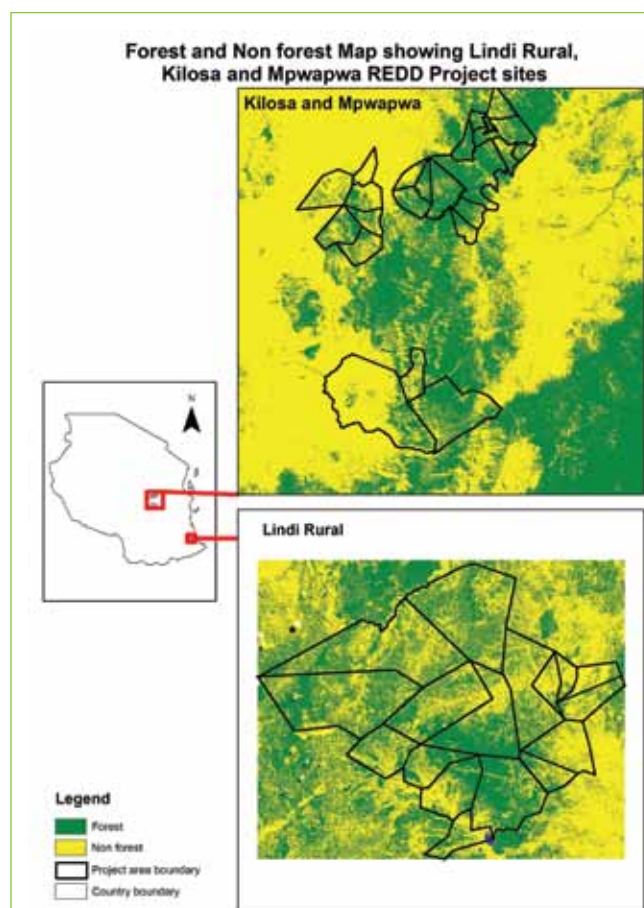 Forest and Non forest Map showing Lindi Rural,
Kilosa and Mpwapwa REDD Project sites
Kilosa and Mpwapwa
N
Lindi Rural
Legend
Forest
Non forest
Project area boundary
Country boundary